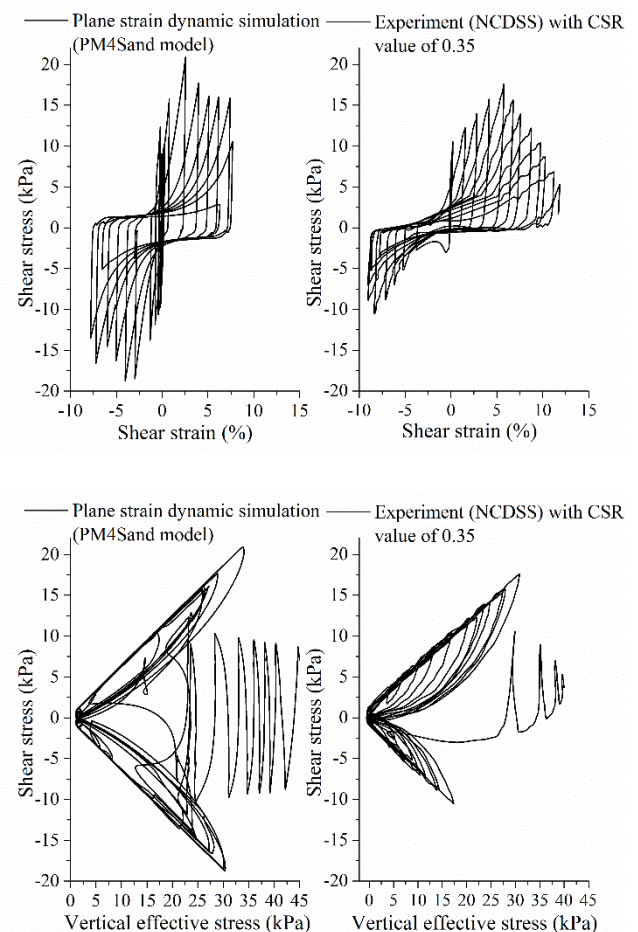 Plane strain dynamic simulation
(PM4Sand model)
Experiment (NCDSS) with CSR
value of 0.35
20
15
10
5
0
-5
-10
-15
-20
Shear stress (kPa)
-10 -5 0 5 10 15
Shear strain (%)
20
15
10
5
0
-5
-10
-15
-20
Shear stress (kPa)
-10 -5 0 5 10 15
Shear strain (%)
Plane strain dynamic simulation
(PM4Sand model)
Experiment (NCDSS) with CSR
value of 0.35
20
15
10
5
0
-5
-10
-15
-20
Shear stress (kPa)
0 5 10 15 20 25 30 35 40 45
Vertical effective stress (kPa)
20
15
10
5
0
-5
-10
-15
-20
Shear stress (kPa)
0 5 10 15 20 25 30 35 40 45
Vertical effective stress (kPa)